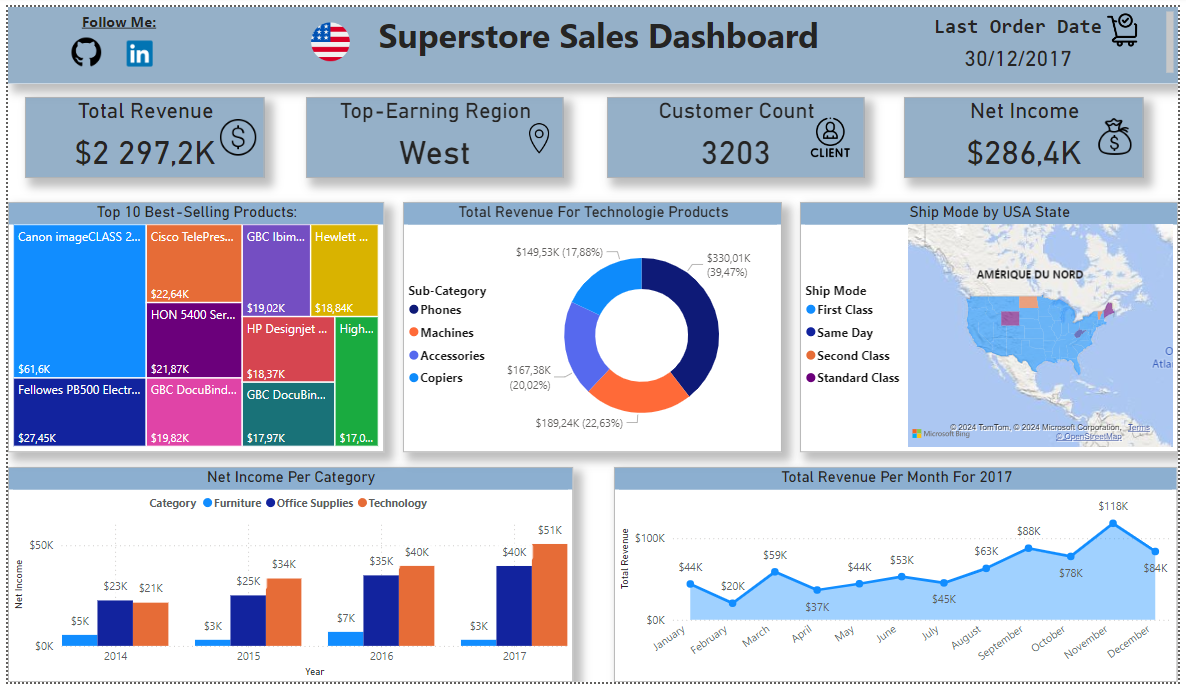 Follow Me:
in
Superstore Sales Dashboard
Last Order Date
30/12/2017
Total Revenue
$2 297,2K
$
Top-Earning Region
West
Customer Count
3203
CLIENT
Net Income
$286,4K
$
Top 10 Best-Selling Products:
Canon imageCLASS 2...
$61,6K
Fellowes PB500 Electr...
$27,45K
Cisco TelePres...
$22,64K
HON 5400 Ser...
$21,87K
GBC DocuBind...
$19,82K
GBC Ibim...
$19,02K
Hewlett ...
$18,84K
HP Designjet ...
$18,37K
GBC DocuBin...
$17,97K
High...
$17,0...
Total Revenue For Technologie Products
Sub-Category
Phones
Machines
Accessories
Copiers
$149,53K (17,88%)
$330,01K
(39,47%)
$167,38K
(20,02%)
$189,24K (22,63%)
Ship Mode by USA State
Ship Mode
First Class
Same Day
Second Class
Standard Class
AMÉRIQUE DU NORD
O
Atla
Microsoft Bing
© 2024 TomTom, © 2024 Microsoft Corporation, Terms
© OpenStreetMap
Net Income Per Category
Category Furniture Office Supplies Technology
Net Income
$50K
$0K
$5K
$23K
$21K
$3K
$25K
$34K
$7K
$35K
$40K
$3K
$40K
$51K
2014
2015
2016
2017
Year
Total Revenue Per Month For 2017
Total Revenue
$100K
$0K
$44K
$20K
$59K
$37K
$44K
$53K
$45K
$63K
$88K
$78K
$118K
$84K
January
February
March
April
May
June
July
August
September
October
November
December